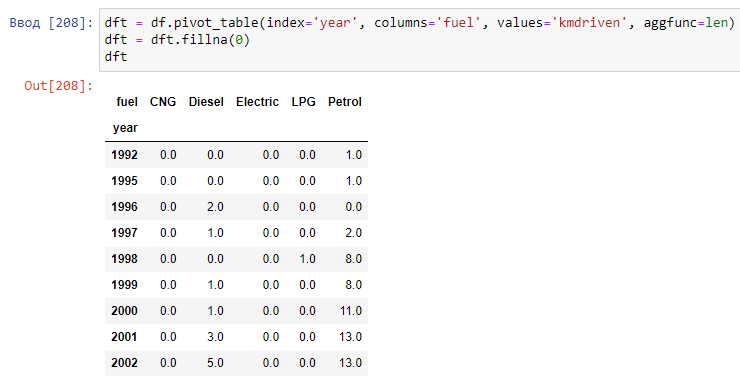 Ввод [208]: dft = df.pivot_table(index='year', columns='fuel', values='kmdriven', aggfunc=len)
dft = dft.fillna(0)
dft
Out[208]:
fuel CNG Diesel Electric LPG Petrol
year
1992 0.0 0.0 0.0 0.0 1.0
1995 0.0 0.0 0.0 0.0 1.0
1996 0.0 2.0 0.0 0.0 0.0
1997 0.0 1.0 0.0 0.0 2.0
1998 0.0 0.0 0.0 1.0 8.0
1999 0.0 1.0 0.0 0.0 8.0
2000 0.0 1.0 0.0 0.0 11.0
2001 0.0 3.0 0.0 0.0 13.0
2002 0.0 5.0 0.0 0.0 13.0